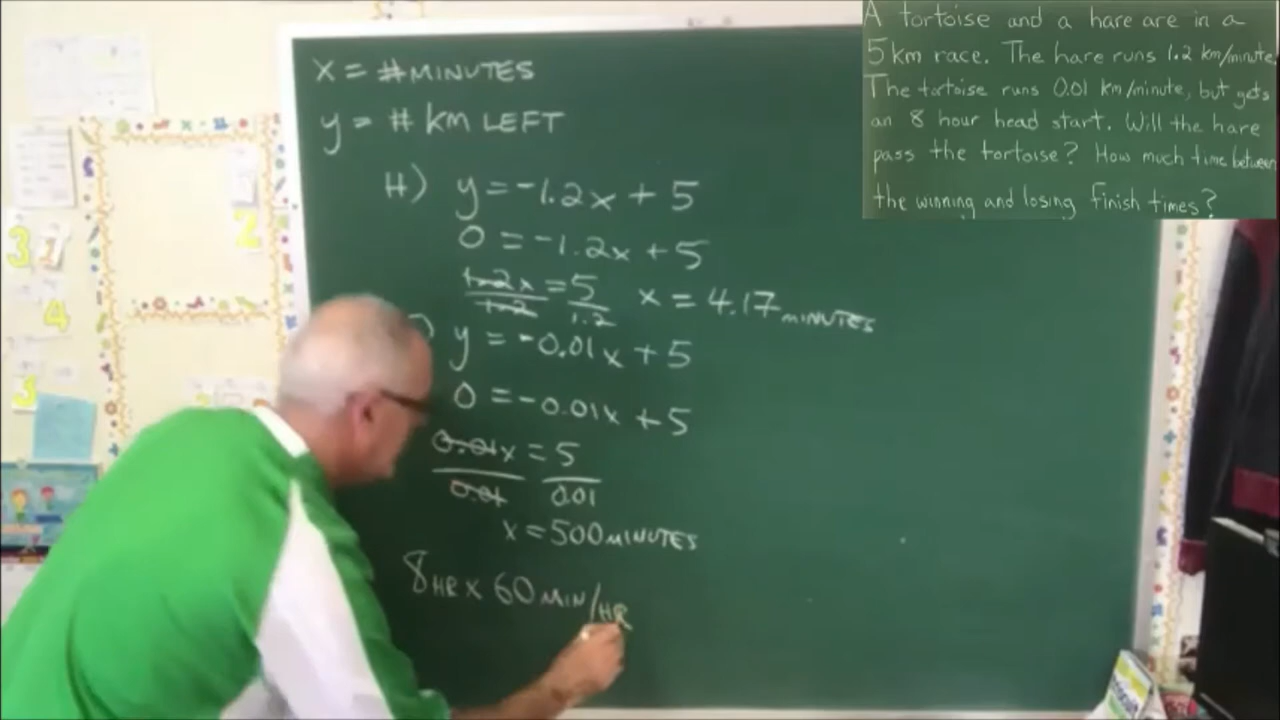 A tortoise and a hare are in a
5 km race. The hare runs 1.2 km/minute.
The tortoise runs 0.01 km/minute, but gets
an 8 hour head start. Will the hare
pass the tortoise? How much time between
the winning and losing finish times?
X = # MINUTES
y = # KM LEFT
H) y = -1.2x + 5
0 = -1.2x + 5
1.2x = 5
1.2 1.2
x = 4.17 MINUTES
) y = -0.01x + 5
0 = -0.01x + 5
0.01x = 5
0.01 0.01
x = 500 MINUTES
8 HR x 60 MIN/HR
3
2
4
3